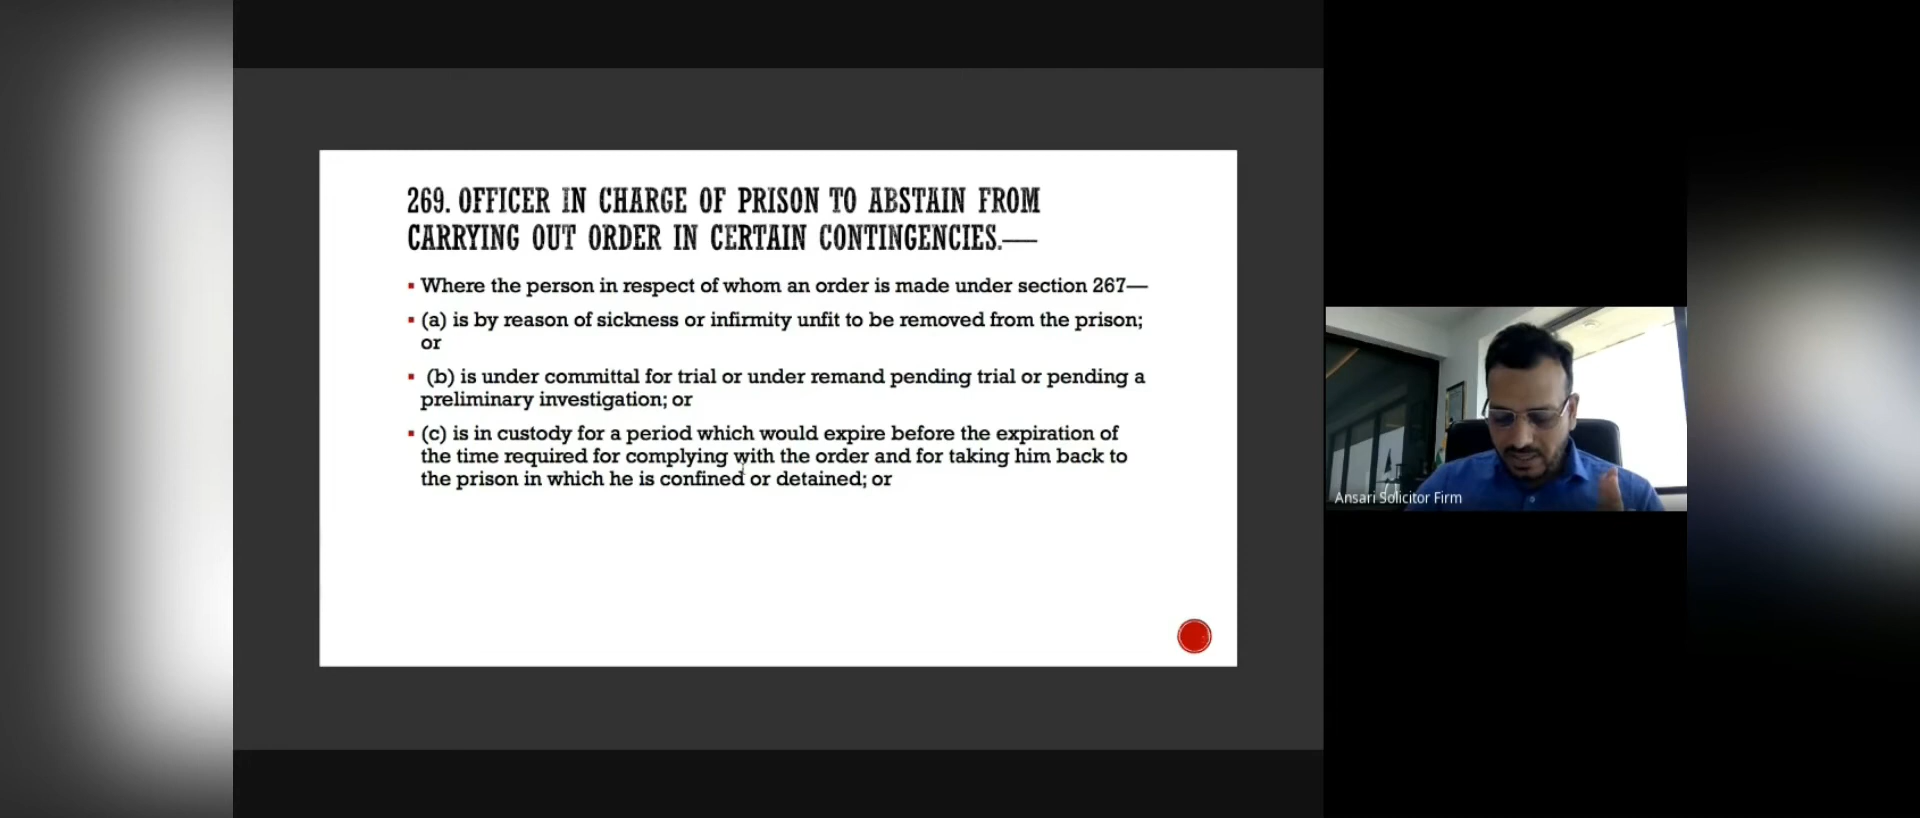 269. OFFICER IN CHARGE OF PRISON TO ABSTAIN FROM
CARRYING OUT ORDER IN CERTAIN CONTINGENCIES.—
Where the person in respect of whom an order is made under section 267—
(a) is by reason of sickness or infirmity unfit to be removed from the prison;
or
(b) is under committal for trial or under remand pending trial or pending a
preliminary investigation; or
(c) is in custody for a period which would expire before the expiration of
the time required for complying with the order and for taking him back to
the prison in which he is confined or detained; or
Ansari Solicitor Firm